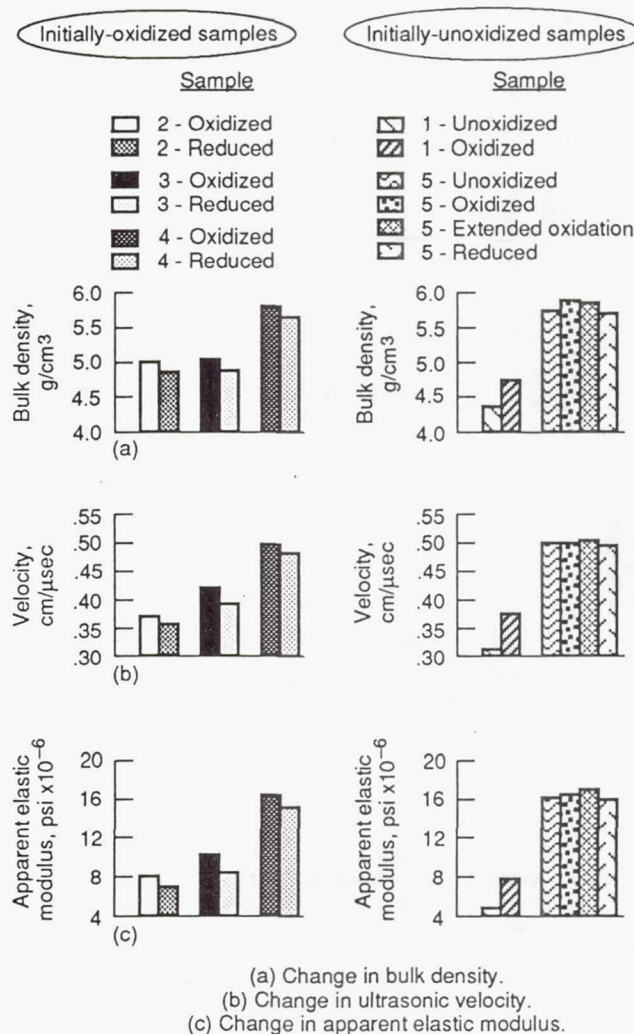 Initially-oxidized samples
Sample
2 - Oxidized
2 - Reduced
3 - Oxidized
3 - Reduced
4 - Oxidized
4 - Reduced
Initially-unoxidized samples
Sample
1 - Unoxidized
1 - Oxidized
5 - Unoxidized
5 - Oxidized
5 - Extended oxidation
5 - Reduced
Bulk density,
g/cm3
6.0
5.5
5.0
4.5
4.0
(a)
Bulk density,
g/cm3
6.0
5.5
5.0
4.5
4.0
Velocity,
cm/μsec
.55
.50
.45
.40
.35
.30
(b)
Velocity,
cm/μsec
.55
.50
.45
.40
.35
.30
Apparent elastic
modulus, psi x10⁻⁶
20
16
12
8
4
(c)
Apparent elastic
modulus, psi x10⁻⁶
20
16
12
8
4
(a) Change in bulk density.
(b) Change in ultrasonic velocity.
(c) Change in apparent elastic modulus.